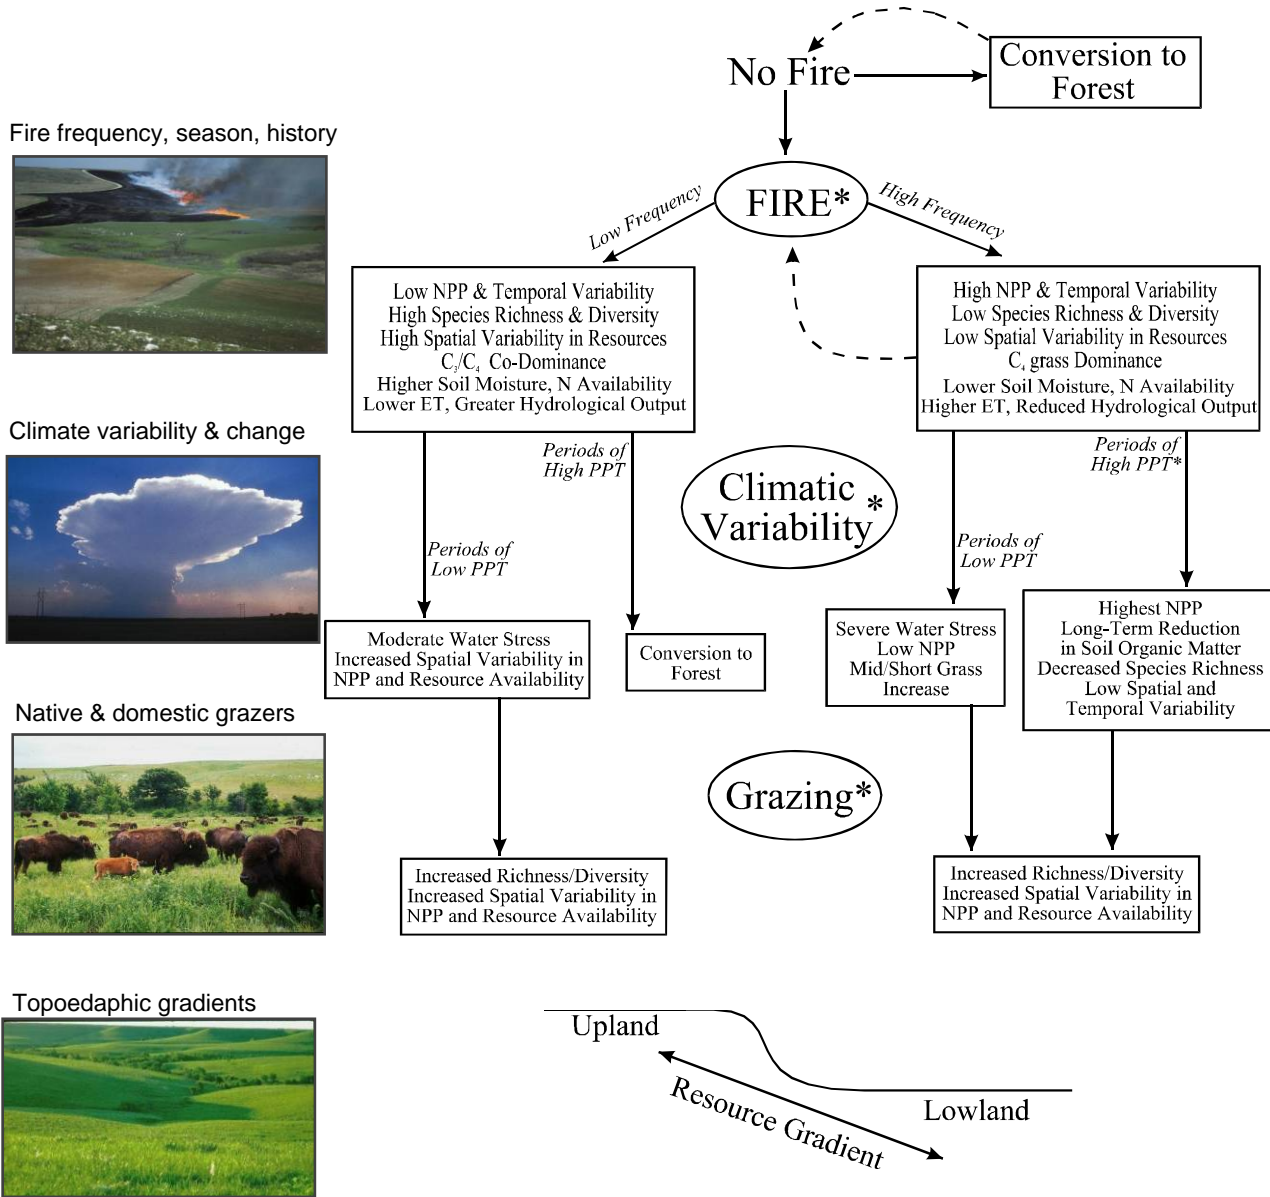 No Fire
Conversion to
Forest
Fire frequency, season, history
FIRE*
Low Frequency
High Frequency
Low NPP & Temporal Variability
High Species Richness & Diversity
High Spatial Variability in Resources
C₃/C₄ Co-Dominance
Higher Soil Moisture, N Availability
Lower ET, Greater Hydrological Output
High NPP & Temporal Variability
Low Species Richness & Diversity
Low Spatial Variability in Resources
C₄ grass Dominance
Lower Soil Moisture, N Availability
Higher ET, Reduced Hydrological Output
Climate variability & change
Periods of
High PPT
Climatic
Variability*
Periods of
High PPT*
Periods of
Low PPT
Periods of
Low PPT
Moderate Water Stress
Increased Spatial Variability in
NPP and Resource Availability
Conversion to
Forest
Severe Water Stress
Low NPP
Mid/Short Grass
Increase
Highest NPP
Long-Term Reduction
in Soil Organic Matter
Decreased Species Richness
Low Spatial and
Temporal Variability
Native & domestic grazers
Grazing*
Increased Richness/Diversity
Increased Spatial Variability in
NPP and Resource Availability
Increased Richness/Diversity
Increased Spatial Variability in
NPP and Resource Availability
Topoedaphic gradients
Upland
Resource Gradient
Lowland